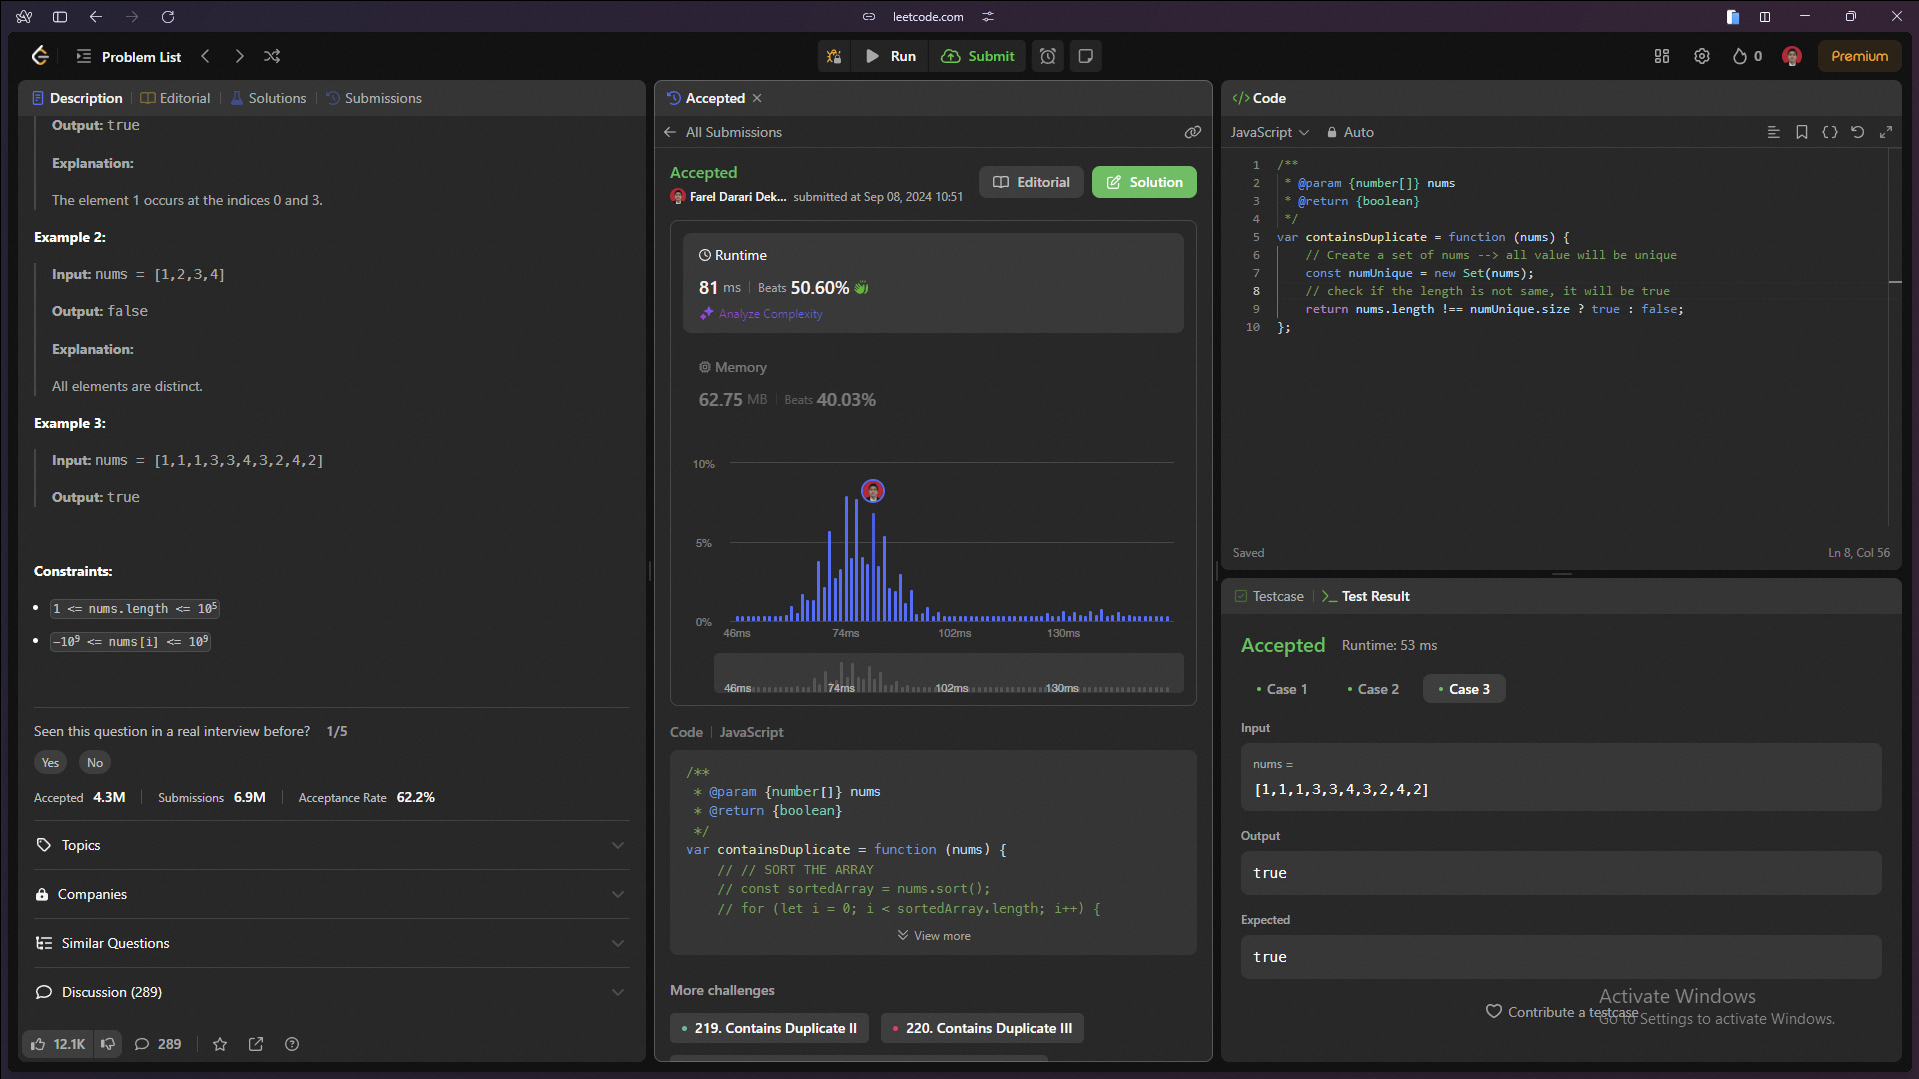 leetcode.com
Problem List
Run
Submit
0
Premium
Description
Editorial
Solutions
Submissions
Output: true
Explanation:
The element 1 occurs at the indices 0 and 3.
Example 2:
Input: nums = [1,2,3,4]
Output: false
Explanation:
All elements are distinct.
Example 3:
Input: nums = [1,1,1,3,3,4,3,2,4,2]
Output: true
Constraints:
1 <= nums.length <= 10⁵
-10⁹ <= nums[i] <= 10⁹
Seen this question in a real interview before? 1/5
Yes No
Accepted 4.3M Submissions 6.9M Acceptance Rate 62.2%
Topics
Companies
Similar Questions
Discussion (289)
12.1K 289
Accepted
All Submissions
Accepted
Farel Darari Dek... submitted at Sep 08, 2024 10:51
Editorial
Solution
Runtime
81 ms Beats 50.60%
Analyze Complexity
Memory
62.75 MB Beats 40.03%
10%
5%
0%
46ms 74ms 102ms 130ms
46ms 74ms 102ms 130ms
Code JavaScript
/**
* @param {number[]} nums
* @return {boolean}
*/
var containsDuplicate = function (nums) {
// // SORT THE ARRAY
// const sortedArray = nums.sort();
// for (let i = 0; i < sortedArray.length; i++) {
View more
More challenges
219. Contains Duplicate II
220. Contains Duplicate III
</> Code
JavaScript Auto
1 /**
2 * @param {number[]} nums
3 * @return {boolean}
4 */
5 var containsDuplicate = function (nums) {
6 // Create a set of nums --> all value will be unique
7 const numUnique = new Set(nums);
8 // check if the length is not same, it will be true
9 return nums.length !== numUnique.size ? true : false;
10 };
Saved Ln 8, Col 56
Testcase
Test Result
Accepted Runtime: 53 ms
Case 1 Case 2 Case 3
Input
nums =
[1,1,1,3,3,4,3,2,4,2]
Output
true
Expected
true
Contribute a testcase
Activate Windows
Go to Settings to activate Windows.